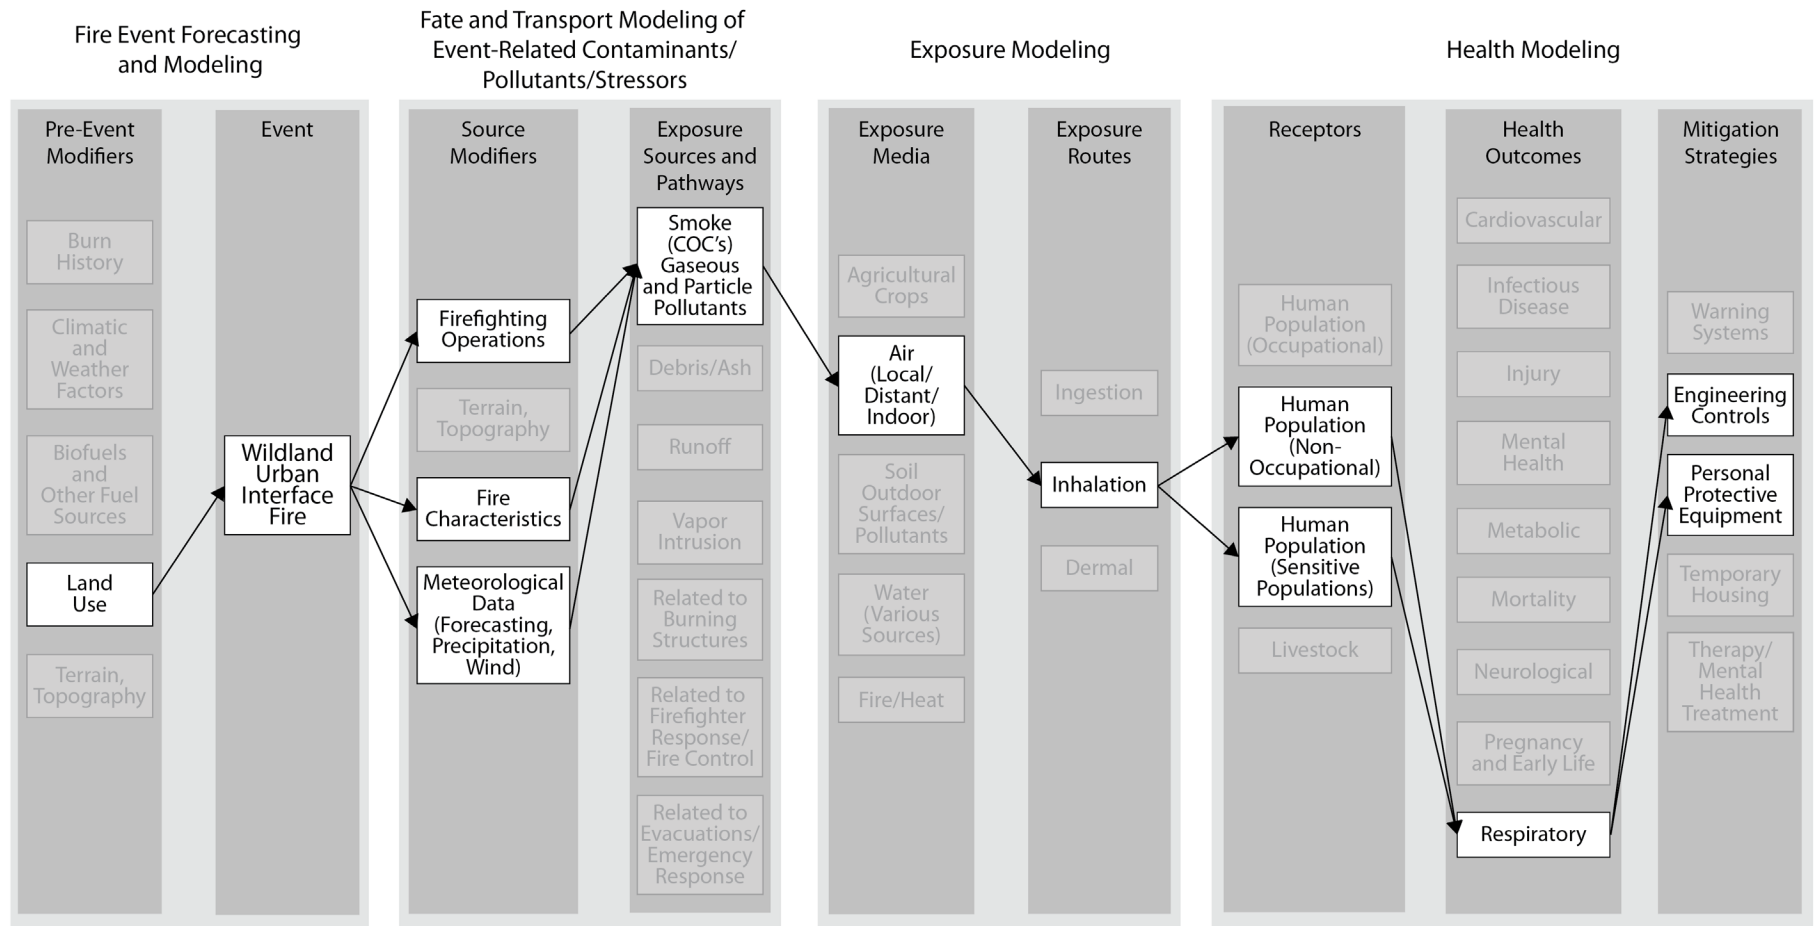 Fire Event Forecasting
and Modeling
Fate and Transport Modeling of
Event-Related Contaminants/
Pollutants/Stressors
Exposure Modeling
Health Modeling
Pre-Event
Modifiers
Burn
History
Climatic
and
Weather
Factors
Biofuels
and
Other Fuel
Sources
Land
Use
Terrain,
Topography
Event
Wildland
Urban
Interface
Fire
Source
Modifiers
Firefighting
Operations
Terrain,
Topography
Fire
Characteristics
Meteorological
Data
(Forecasting,
Precipitation,
Wind)
Exposure
Sources and
Pathways
Smoke
(COC's)
Gaseous
and Particle
Pollutants
Debris/Ash
Runoff
Vapor
Intrusion
Related to
Burning
Structures
Related to
Firefighter
Response/
Fire Control
Related to
Evacuations/
Emergency
Response
Exposure
Media
Agricultural
Crops
Air
(Local/
Distant/
Indoor)
Soil
Outdoor
Surfaces/
Pollutants
Water
(Various
Sources)
Fire/Heat
Exposure
Routes
Ingestion
Inhalation
Dermal
Receptors
Human
Population
(Occupational)
Human
Population
(Non-
Occupational)
Human
Population
(Sensitive
Populations)
Livestock
Health
Outcomes
Cardiovascular
Infectious
Disease
Injury
Mental
Health
Metabolic
Mortality
Neurological
Pregnancy
and Early Life
Respiratory
Mitigation
Strategies
Warning
Systems
Engineering
Controls
Personal
Protective
Equipment
Temporary
Housing
Therapy/
Mental
Health
Treatment